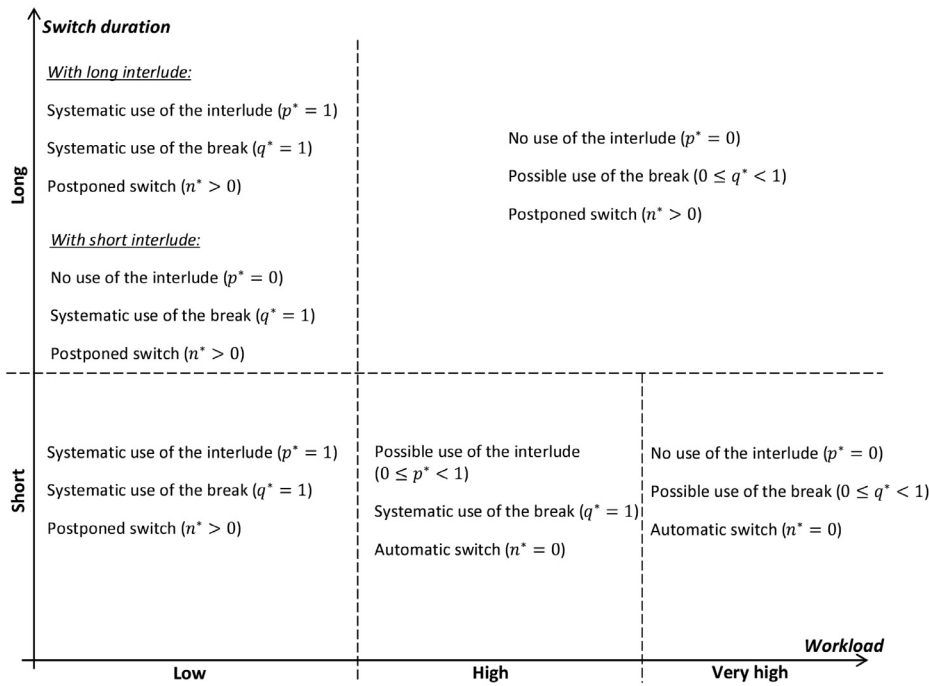 Switch duration
Long
With long interlude:
Systematic use of the interlude (p* = 1)
Systematic use of the break (q* = 1)
Postponed switch (n* > 0)
With short interlude:
No use of the interlude (p* = 0)
Systematic use of the break (q* = 1)
Postponed switch (n* > 0)
No use of the interlude (p* = 0)
Possible use of the break (0 ≤ q* < 1)
Postponed switch (n* > 0)
Short
Systematic use of the interlude (p* = 1)
Systematic use of the break (q* = 1)
Postponed switch (n* > 0)
Possible use of the interlude
(0 ≤ p* < 1)
Systematic use of the break (q* = 1)
Automatic switch (n* = 0)
No use of the interlude (p* = 0)
Possible use of the break (0 ≤ q* < 1)
Automatic switch (n* = 0)
Workload
Low
High
Very high